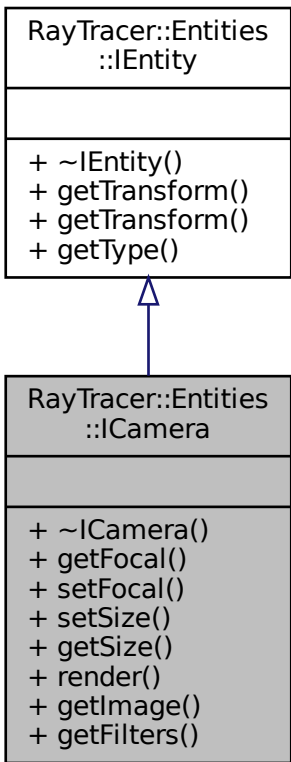 RayTracer::Entities
::IEntity
+ ~IEntity()
+ getTransform()
+ getTransform()
+ getType()
RayTracer::Entities
::ICamera
+ ~ICamera()
+ getFocal()
+ setFocal()
+ setSize()
+ getSize()
+ render()
+ getImage()
+ getFilters()